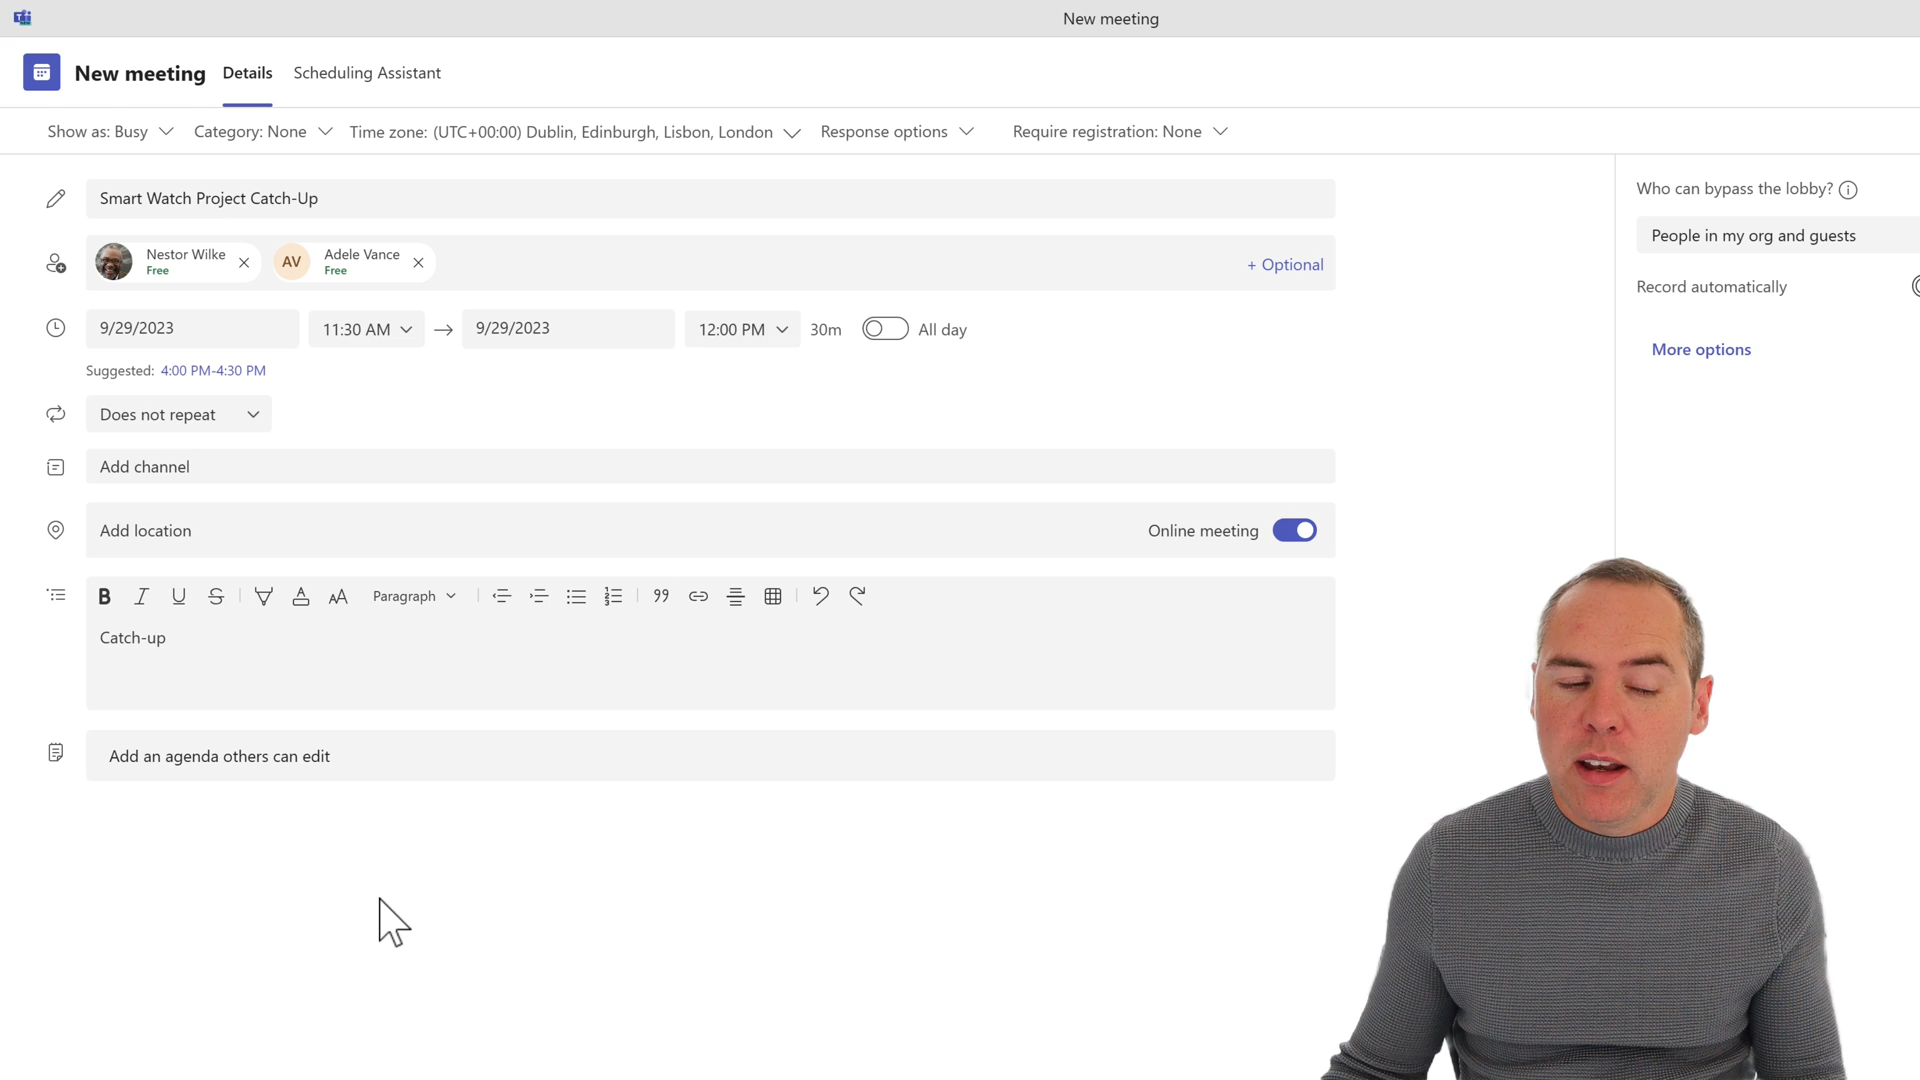 New meeting
New meeting Details Scheduling Assistant
Show as: Busy Category: None Time zone: (UTC+00:00) Dublin, Edinburgh, Lisbon, London Response options Require registration: None
Smart Watch Project Catch-Up
Nestor Wilke
Free
AV
Adele Vance
Free
+ Optional
9/29/2023 11:30 AM 9/29/2023 12:00 PM 30m All day
Suggested: 4:00 PM-4:30 PM
Does not repeat
Add channel
Add location Online meeting
B I U S A AA Paragraph
Catch-up
Add an agenda others can edit
Who can bypass the lobby?
People in my org and guests
Record automatically
More options